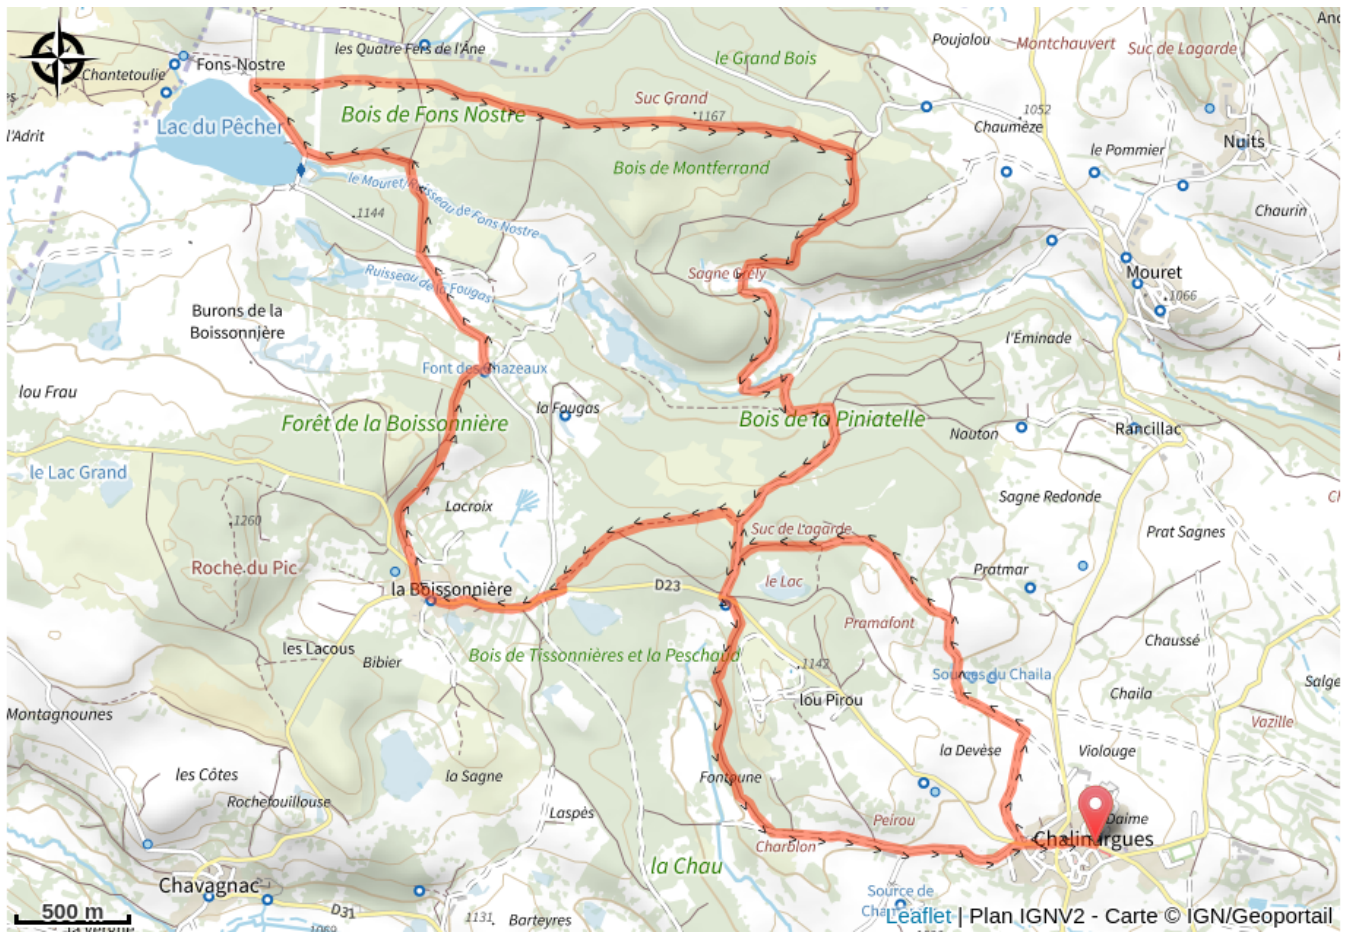 les Quatre Fers de l'Âne
Poujalou
Montchauvert
Suc de Lagarde
Fons-Nostre
le Grand Bois
Chantetoulie
Suc Grand
1167
1052
l'Adrit
Lac du Pêcher
Bois de Fons Nostre
Chaumèze
Nuits
le Pommier
Bois de Montferrand
le Mouret/Ruisseau de Fons Nostre
1144
Chaurin
Ruisseau de la Fougas
Sagne Grély
Mouret
1066
Burons de la
Boissonnière
l'Éminade
Font des Chazeaux
lou Frau
la Fougas
Forêt de la Boissonnière
Bois de la Piniatelle
Nauton
Rancillac
le Lac Grand
Lacroix
Sagne Redonde
1260
Suc de Lagarde
Prat Sagnes
Roche du Pic
Pratmar
la Boissonnière
D23
le Lac
Pramafont
Chaussé
les Lacous
Bibier
Bois de Tissonnières et la Peschaud
1142
Sources du Chaila
Salge
Chaila
lou Pirou
Montagnounes
Vazille
la Devèse
Violouge
les Côtes
la Sagne
Fontoune
Rochefouillouse
Laspès
Peirou
Daime
Charblon
Chalinargues
la Chau
Chavagnac
Source de
D31
1131
Barteyres
500 m
Leaflet | Plan IGNV2 - Carte © IGN/Geoportail